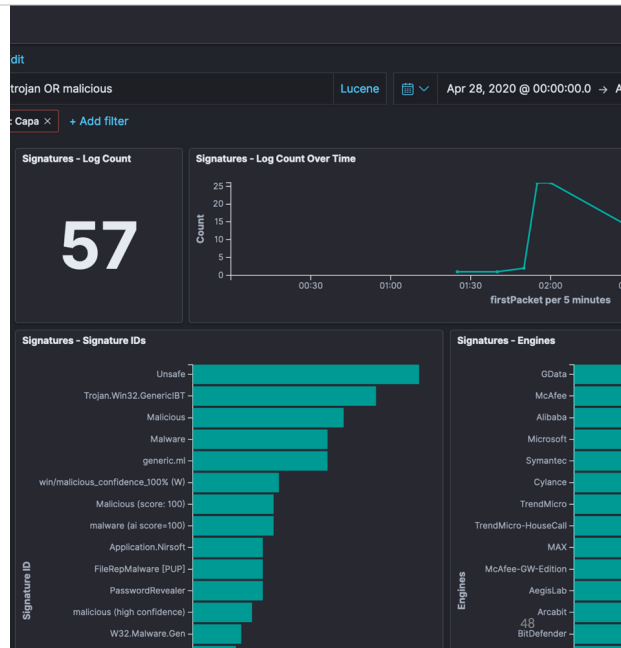 dit
trojan OR malicious
Lucene
Apr 28, 2020 @ 00:00:00.0 → A
: Capa ×
+ Add filter
Signatures - Log Count
57
Signatures - Log Count Over Time
Count
25
20
15
10
5
0
00:30
01:00
01:30
02:00
firstPacket per 5 minutes
Signatures - Signature IDs
Signature ID
Unsafe
Trojan.Win32.Generic!BT
Malicious
Malware
generic.ml
win/malicious_confidence_100% (W)
Malicious (score: 100)
malware (ai score=100)
Application.Nirsoft
FileRepMalware [PUP]
PasswordRevealer
malicious (high confidence)
W32.Malware.Gen
Signatures - Engines
Engines
GData
McAfee
Alibaba
Microsoft
Symantec
Cylance
TrendMicro
TrendMicro-HouseCall
MAX
McAfee-GW-Edition
AegisLab
Arcabit
BitDefender
48